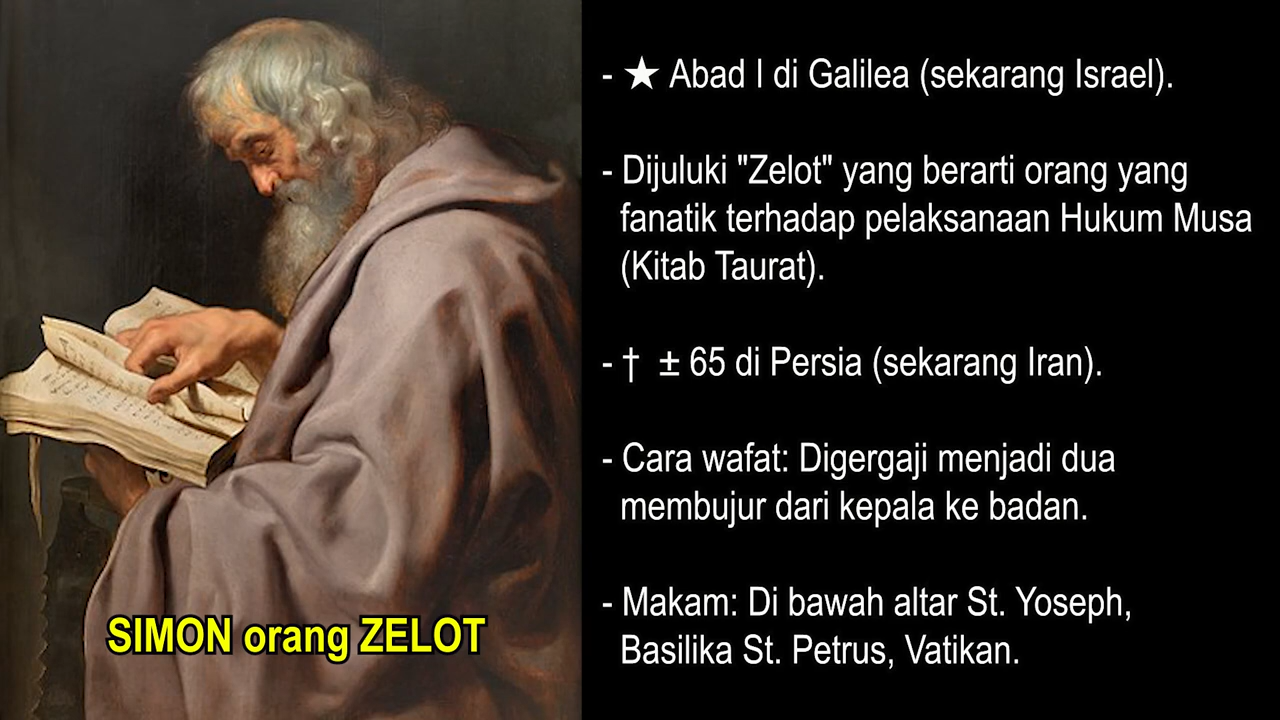 - ★ Abad I di Galilea (sekarang Israel).
- Dijuluki "Zelot" yang berarti orang yang
fanatik terhadap pelaksanaan Hukum Musa
(Kitab Taurat).
- † ± 65 di Persia (sekarang Iran).
- Cara wafat: Digergaji menjadi dua
membujur dari kepala ke badan.
- Makam: Di bawah altar St. Yoseph,
Basilika St. Petrus, Vatikan.
SIMON orang ZELOT